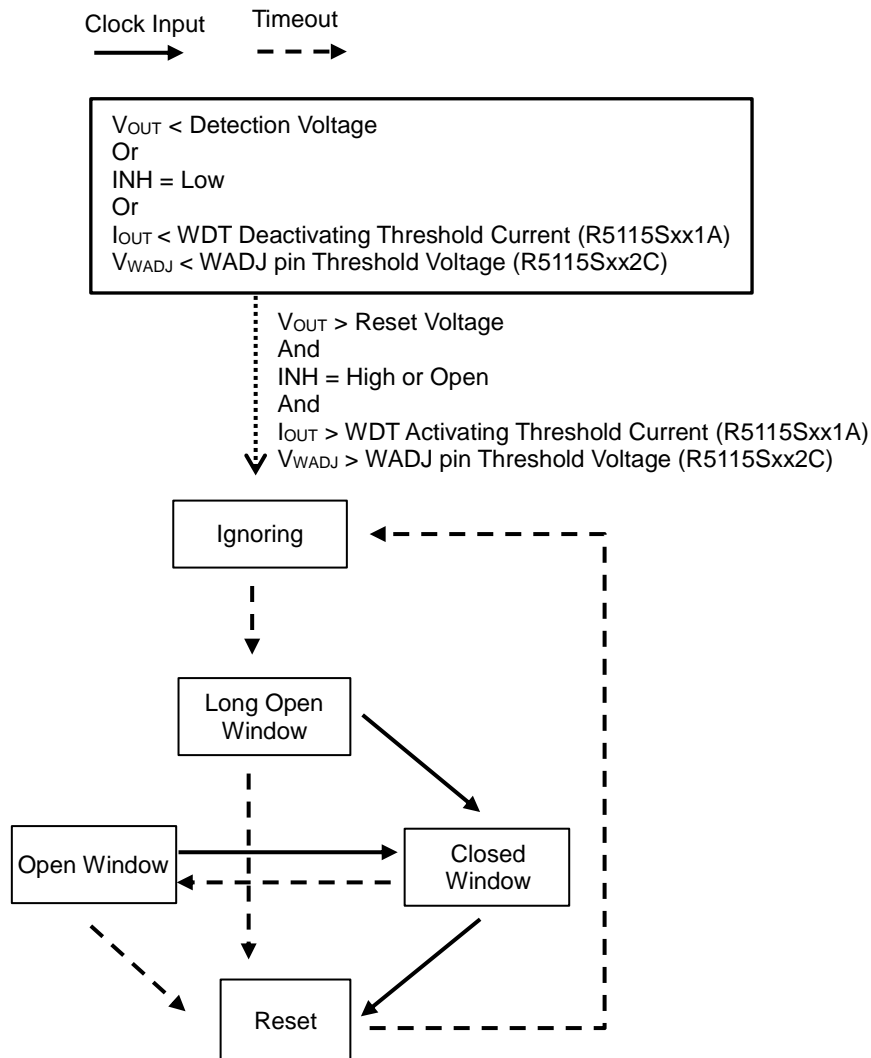 Clock Input
Timeout
VOUT < Detection Voltage
Or
INH = Low
Or
IOUT < WDT Deactivating Threshold Current (R5115Sxx1A)
VWADJ < WADJ pin Threshold Voltage (R5115Sxx2C)
VOUT > Reset Voltage
And
INH = High or Open
And
IOUT > WDT Activating Threshold Current (R5115Sxx1A)
VWADJ > WADJ pin Threshold Voltage (R5115Sxx2C)
Ignoring
Long Open
Window
Open Window
Closed
Window
Reset